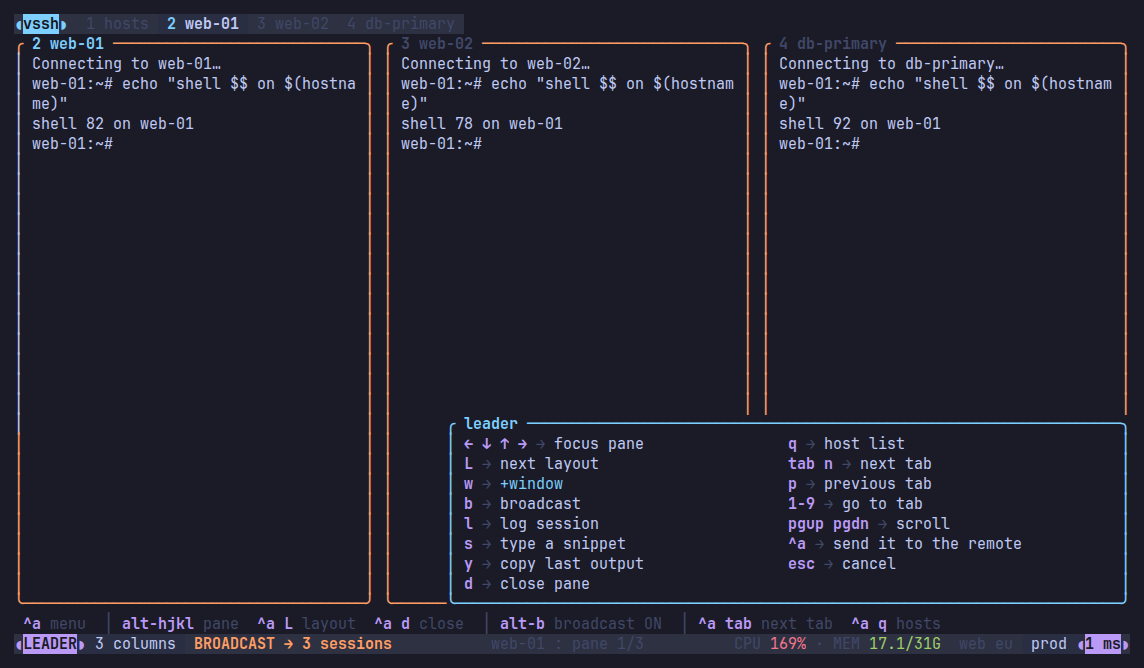 vssh 1 hosts 2 web-01 3 web-02 4 db-primary
2 web-01
Connecting to web-01…
web-01:~# echo "shell $$ on $(hostna
me)"
shell 82 on web-01
web-01:~#
3 web-02
Connecting to web-02…
web-01:~# echo "shell $$ on $(hostnam
e)"
shell 78 on web-01
web-01:~#
4 db-primary
Connecting to db-primary…
web-01:~# echo "shell $$ on $(hostnam
e)"
shell 92 on web-01
web-01:~#
leader
← ↓ ↑ → → focus pane
L → next layout
w → +window
b → broadcast
l → log session
s → type a snippet
y → copy last output
d → close pane
q → host list
tab n → next tab
p → previous tab
1-9 → go to tab
pgup pgdn → scroll
^a → send it to the remote
esc → cancel
^a menu │ alt-hjkl pane ^a L layout ^a d close │ alt-b broadcast ON │ ^a tab next tab ^a q hosts
LEADER 3 columns BROADCAST → 3 sessions web-01 : pane 1/3 CPU 169% · MEM 17.1/31G web eu prod 1 ms